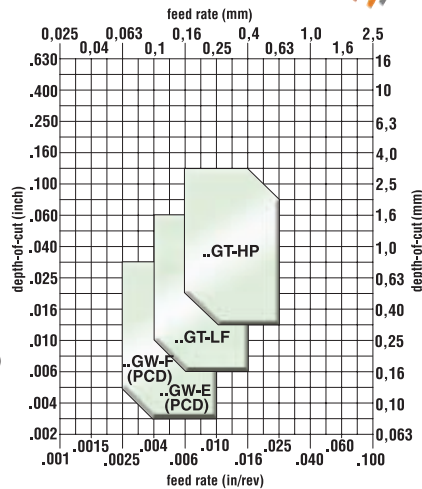 feed rate (mm)
0,025 0,063 0,16 0,4 1,0 2,5
0,04 0,1 0,25 0,63 1,6
.630 16
.400 10
.250 6,3
.160 4,0
.100 2,5
.060 1,6
.040 1,0
.025 0,63
.016 0,40
.010 0,25
.006 0,16
.004 0,10
.002 0,063
depth-of-cut (inch)
depth-of-cut (mm)
..GT-HP
..GT-LF
..GW-F
(PCD)
..GW-E
(PCD)
.0015 .004 .010 .025 .060
.001 .0025 .006 .016 .040 .100
feed rate (in/rev)